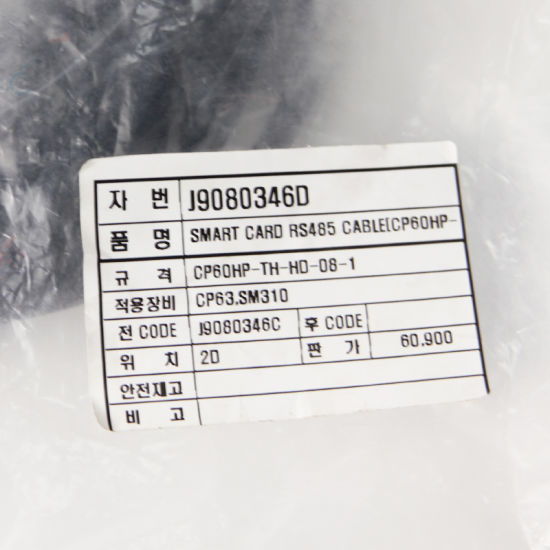 자 번 J9080346D
품 명 SMART CARD RS485 CABLE[CP60HP-
규 격 CP60HP-TH-HD-08-1
적용장비 CP63,SM310
전 CODE J9080346C 후 CODE
위 치 2D 판 가 60,900
안전재고
비 고